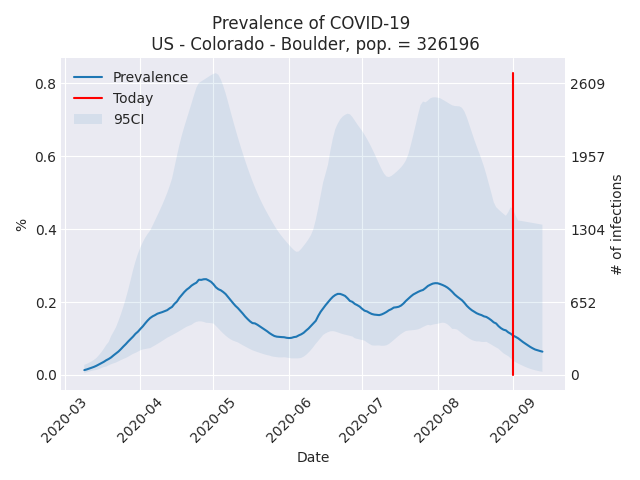 Prevalence of COVID-19
US - Colorado - Boulder, pop. = 326196
Prevalence
Today
95CI
0.8
0.6
0.4
0.2
0.0
%
2609
1957
1304
652
0
# of infections
2020-03
2020-04
2020-05
2020-06
2020-07
2020-08
2020-09
Date